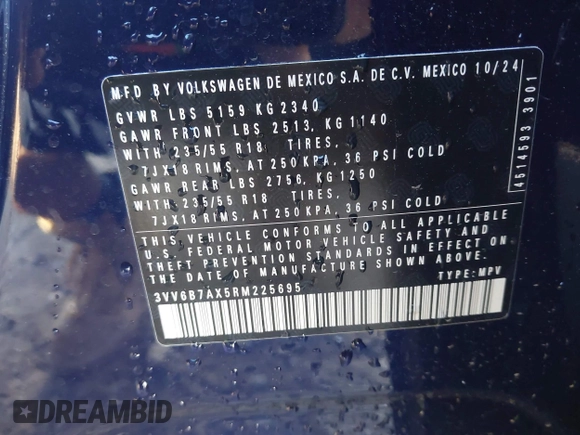 MFD BY VOLKSWAGEN DE MEXICO S.A. DE C.V. MEXICO 10/24
GVWR LBS 5159 KG 2340
GAWR FRONT LBS 2513, KG 1140
WITH 235/55 R18 TIRES.
7JX18 RIMS, AT 250 KPA, 36 PSI COLD
GAWR REAR LBS 2756, KG 1250
WITH 235/55 R18 TIRES.
7JX18 RIMS, AT 250 KPA, 36 PSI COLD
THIS VEHICLE CONFORMS TO ALL APPLICABLE
U.S. FEDERAL MOTOR VEHICLE SAFETY AND
THEFT PREVENTION STANDARDS IN EFFECT ON
THE DATE OF MANUFACTURE SHOWN ABOVE.
3VV6B7AX5RM225695 TYPE: MPV
4514593 3901
DREAMBID